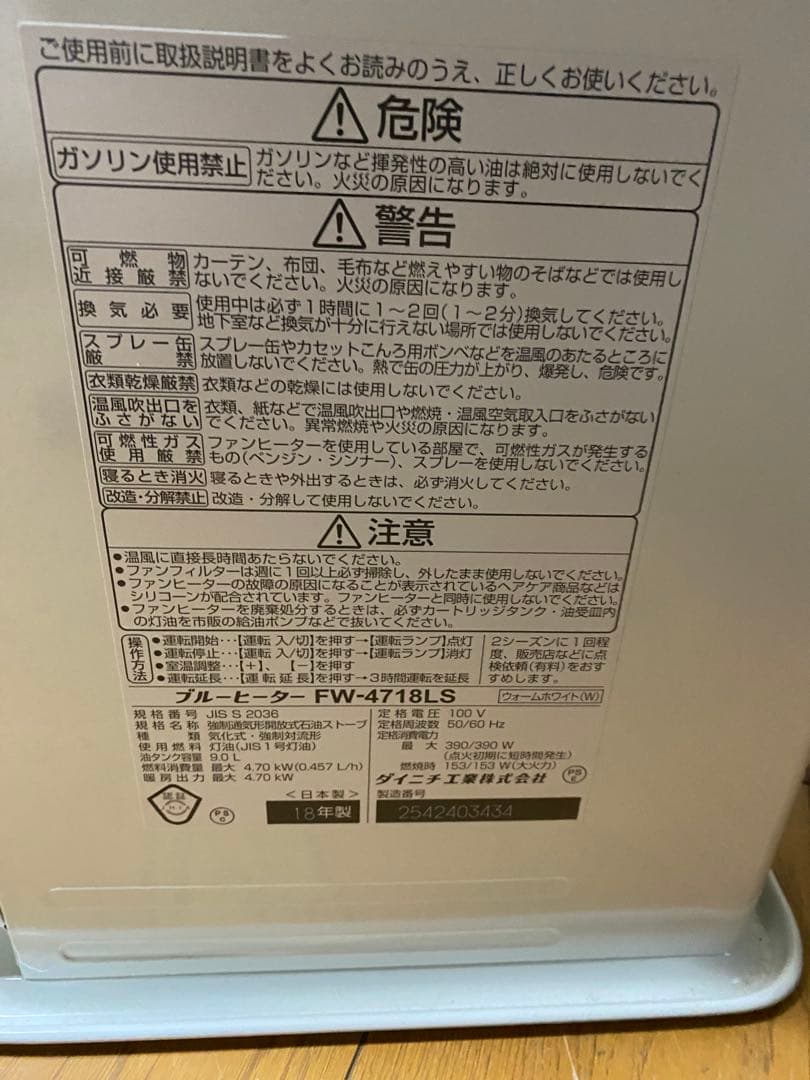 ご使用前に取扱説明書をよくお読みのうえ、正しくお使いください。
危険
ガソリン使用禁止 ガソリンなど揮発性の高い油は絶対に使用しないでく
ださい。火災の原因になります。
警告
可燃物
近接厳禁
カーテン、布団、毛布など燃えやすい物のそばなどでは使用し
ないでください。火災の原因になります。
換気必要
使用中は必ず1時間に1〜2回(1〜2分)換気してください。
地下室など換気が十分に行えない場所では使用しないでください。
スプレー缶
厳禁
スプレー缶やカセットこんろ用ボンベなどを温風のあたるところに
放置しないでください。熱で缶の圧力が上がり、爆発し、危険です。
衣類乾燥厳禁 衣類などの乾燥には使用しないでください。
温風吹出口を
ふさがない
衣類、紙などで温風吹出口や燃焼・温風空気取入口をふさがない
でください。異常燃焼や火災の原因になります。
可燃性ガス
使用厳禁
ファンヒーターを使用している部屋で、可燃性ガスが発生する
もの(ベンジン・シンナー)、スプレーを使用しないでください。
寝るとき消火 寝るときや外出するときは、必ず消火してください。
改造・分解禁止 改造・分解して使用しないでください。
注意
●温風に直接長時間あたらないでください。
●ファンフィルターは週に1回以上必ず掃除し、外したまま使用しないでください。
●ファンヒーターの故障の原因になることが表示されているヘアケア商品などは
シリコーンが配合されています。ファンヒーターと同時に使用しないでください。
●ファンヒーターを廃棄処分するときは、必ずカートリッジタンク・油受皿内
の灯油を市販の給油ポンプなどで抜いてください。
操作方法
●運転開始…【運転 入/切】を押す→【運転ランプ】点灯
●運転停止…【運転 入/切】を押す→【運転ランプ】消灯
●室温調整…【+】、【−】を押す
●運転延長…【運転延長】を押す→3時間運転を延長
2シーズンに1回程
度、販売店などに点
検依頼(有料)をおす
すめします。
ブルーヒーター FW-4718LS ウォームホワイト(W)
規格番号 JIS S 2036
規格名称 強制通気形開放式石油ストーブ
種類 気化式・強制対流形
使用燃料 灯油(JIS1号灯油)
油タンク容量 9.0 L
燃料消費量 最大 4.70 kW(0.457 L/h)
暖房出力 最大 4.70 kW
定格電圧 100 V
定格周波数 50/60 Hz
定格消費電力
最大 390/390 W
(点火初期に短時間発生)
燃焼時 153/153 W(大火力)
ダイニチ工業株式会社 PSC
認証
PSC
<日本製>
18年製
製造番号
2542403434